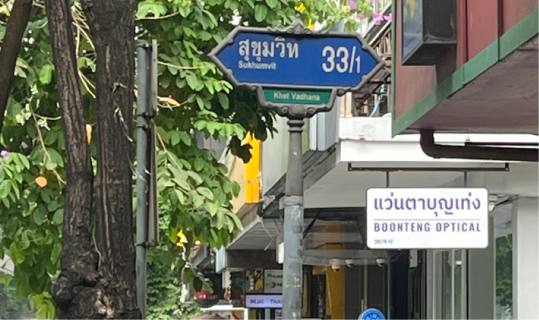 สุขุมวิท 33/1
Sukhumvit
Khet Vadhana
แว่นตาบุญเท่ง
BOONTENG OPTICAL